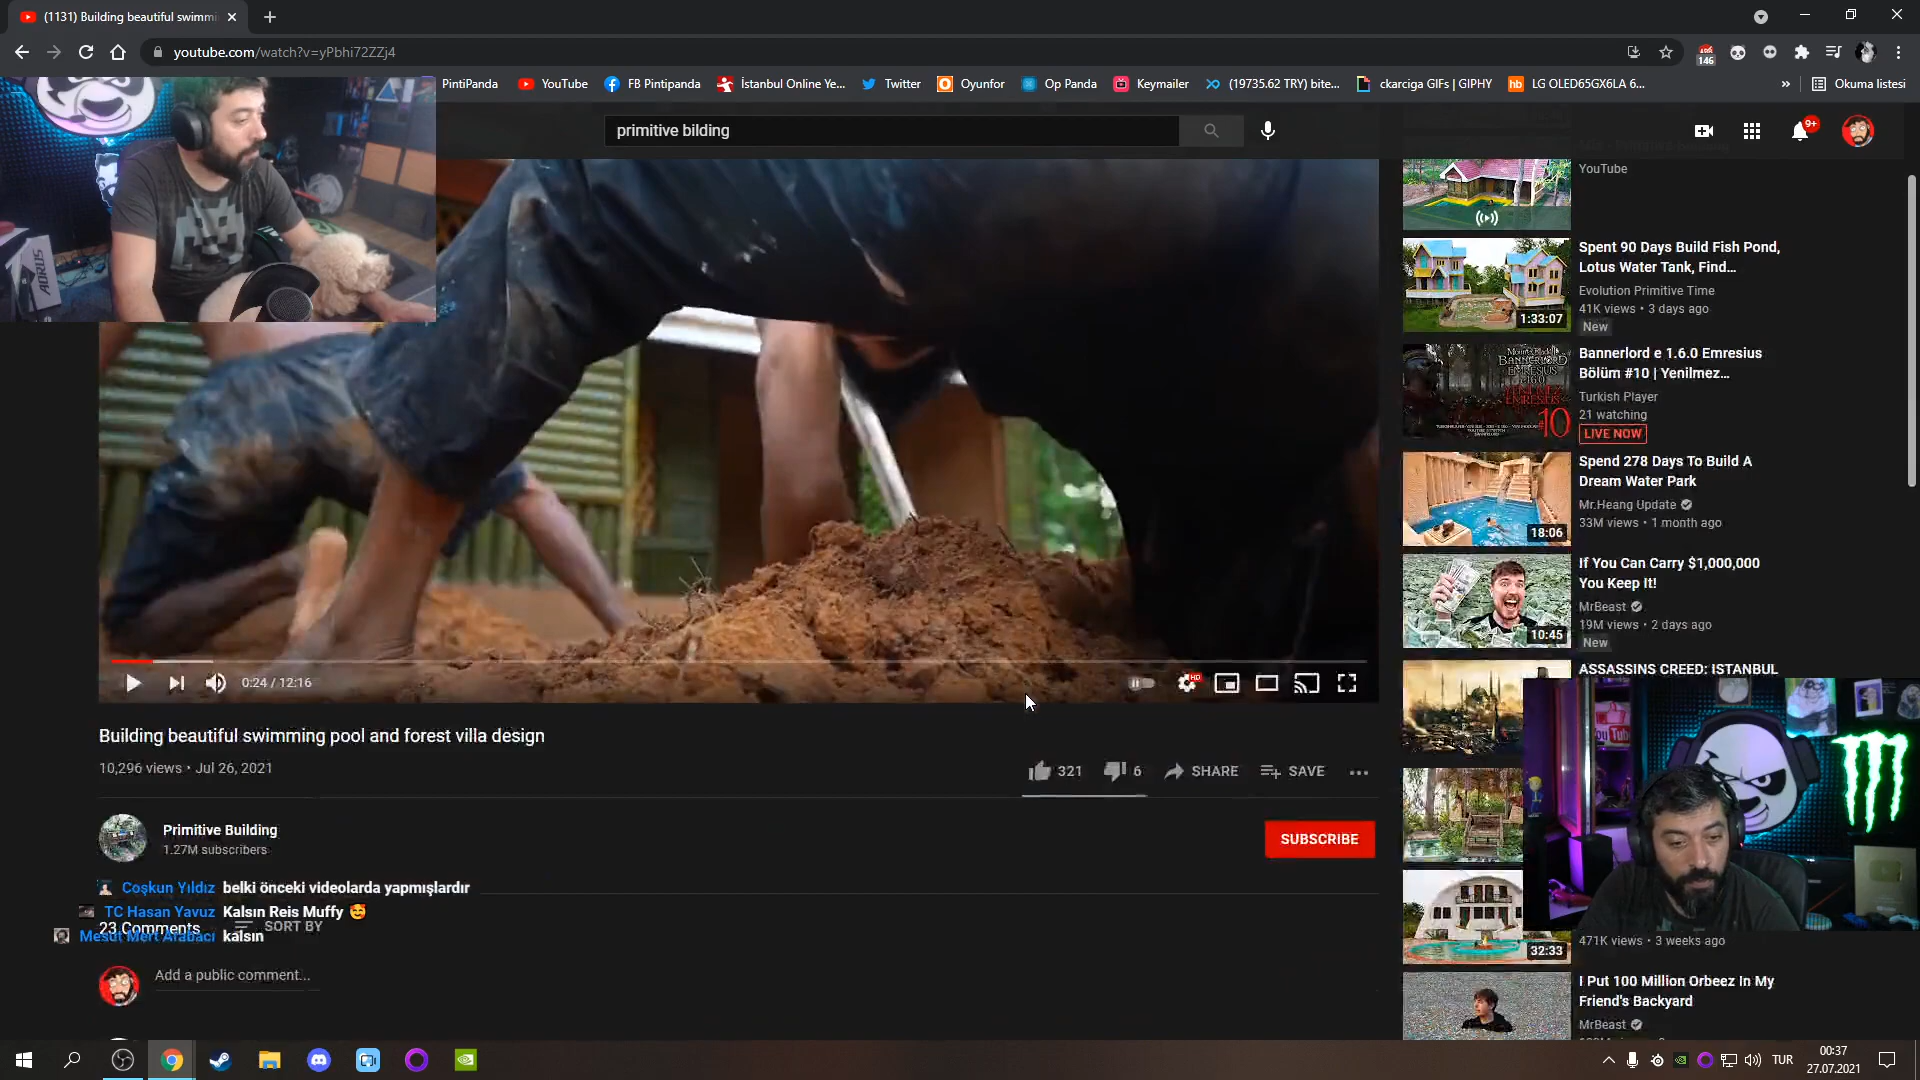 (1131) Building beautiful swimmi
youtube.com/watch?v=yPbhi72ZZj4
146
PintiPanda
YouTube
FB Pintipanda
İstanbul Online Ye...
Twitter
Oyunfor
Op Panda
Keymailer
(19735.62 TRY) bite...
ckarciga GIFs | GIPHY
LG OLED65GX6LA 6...
»
Okuma listesi
primitive bilding
9+
AORUS
YouTube
Spent 90 Days Build Fish Pond,
Lotus Water Tank, Find...
Evolution Primitive Time
41K views • 3 days ago
New
1:33:07
Bannerlord e 1.6.0 Emresius
Bölüm #10 | Yenilmez...
Turkish Player
21 watching
LIVE NOW
BANNERLORD
EMRESIUS
10
Spend 278 Days To Build A
Dream Water Park
Mr.Heang Update
33M views • 1 month ago
18:06
If You Can Carry $1,000,000
You Keep It!
MrBeast
19M views • 2 days ago
New
10:45
ASSASSINS CREED: ISTANBUL
0:24 / 12:16
HD
Building beautiful swimming pool and forest villa design
10,296 views • Jul 26, 2021
321
6
SHARE
SAVE
Primitive Building
1.27M subscribers
SUBSCRIBE
Coşkun Yıldız belki önceki videolarda yapmışlardır
TC Hasan Yavuz Kalsın Reis Muffy 🥰
23 Comments
SORT BY
Mesut Mert Arabacı kalsın
Add a public comment...
471K views • 3 weeks ago
32:33
I Put 100 Million Orbeez In My
Friend's Backyard
MrBeast
TUR
00:37
27.07.2021